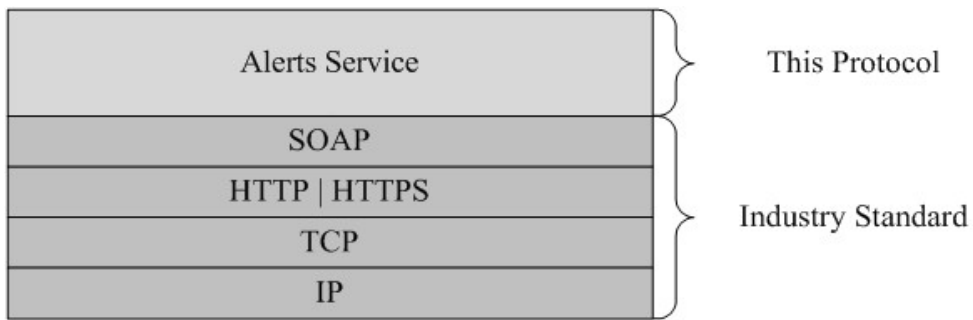 Alerts Service
This Protocol
SOAP
HTTP | HTTPS
TCP
IP
Industry Standard